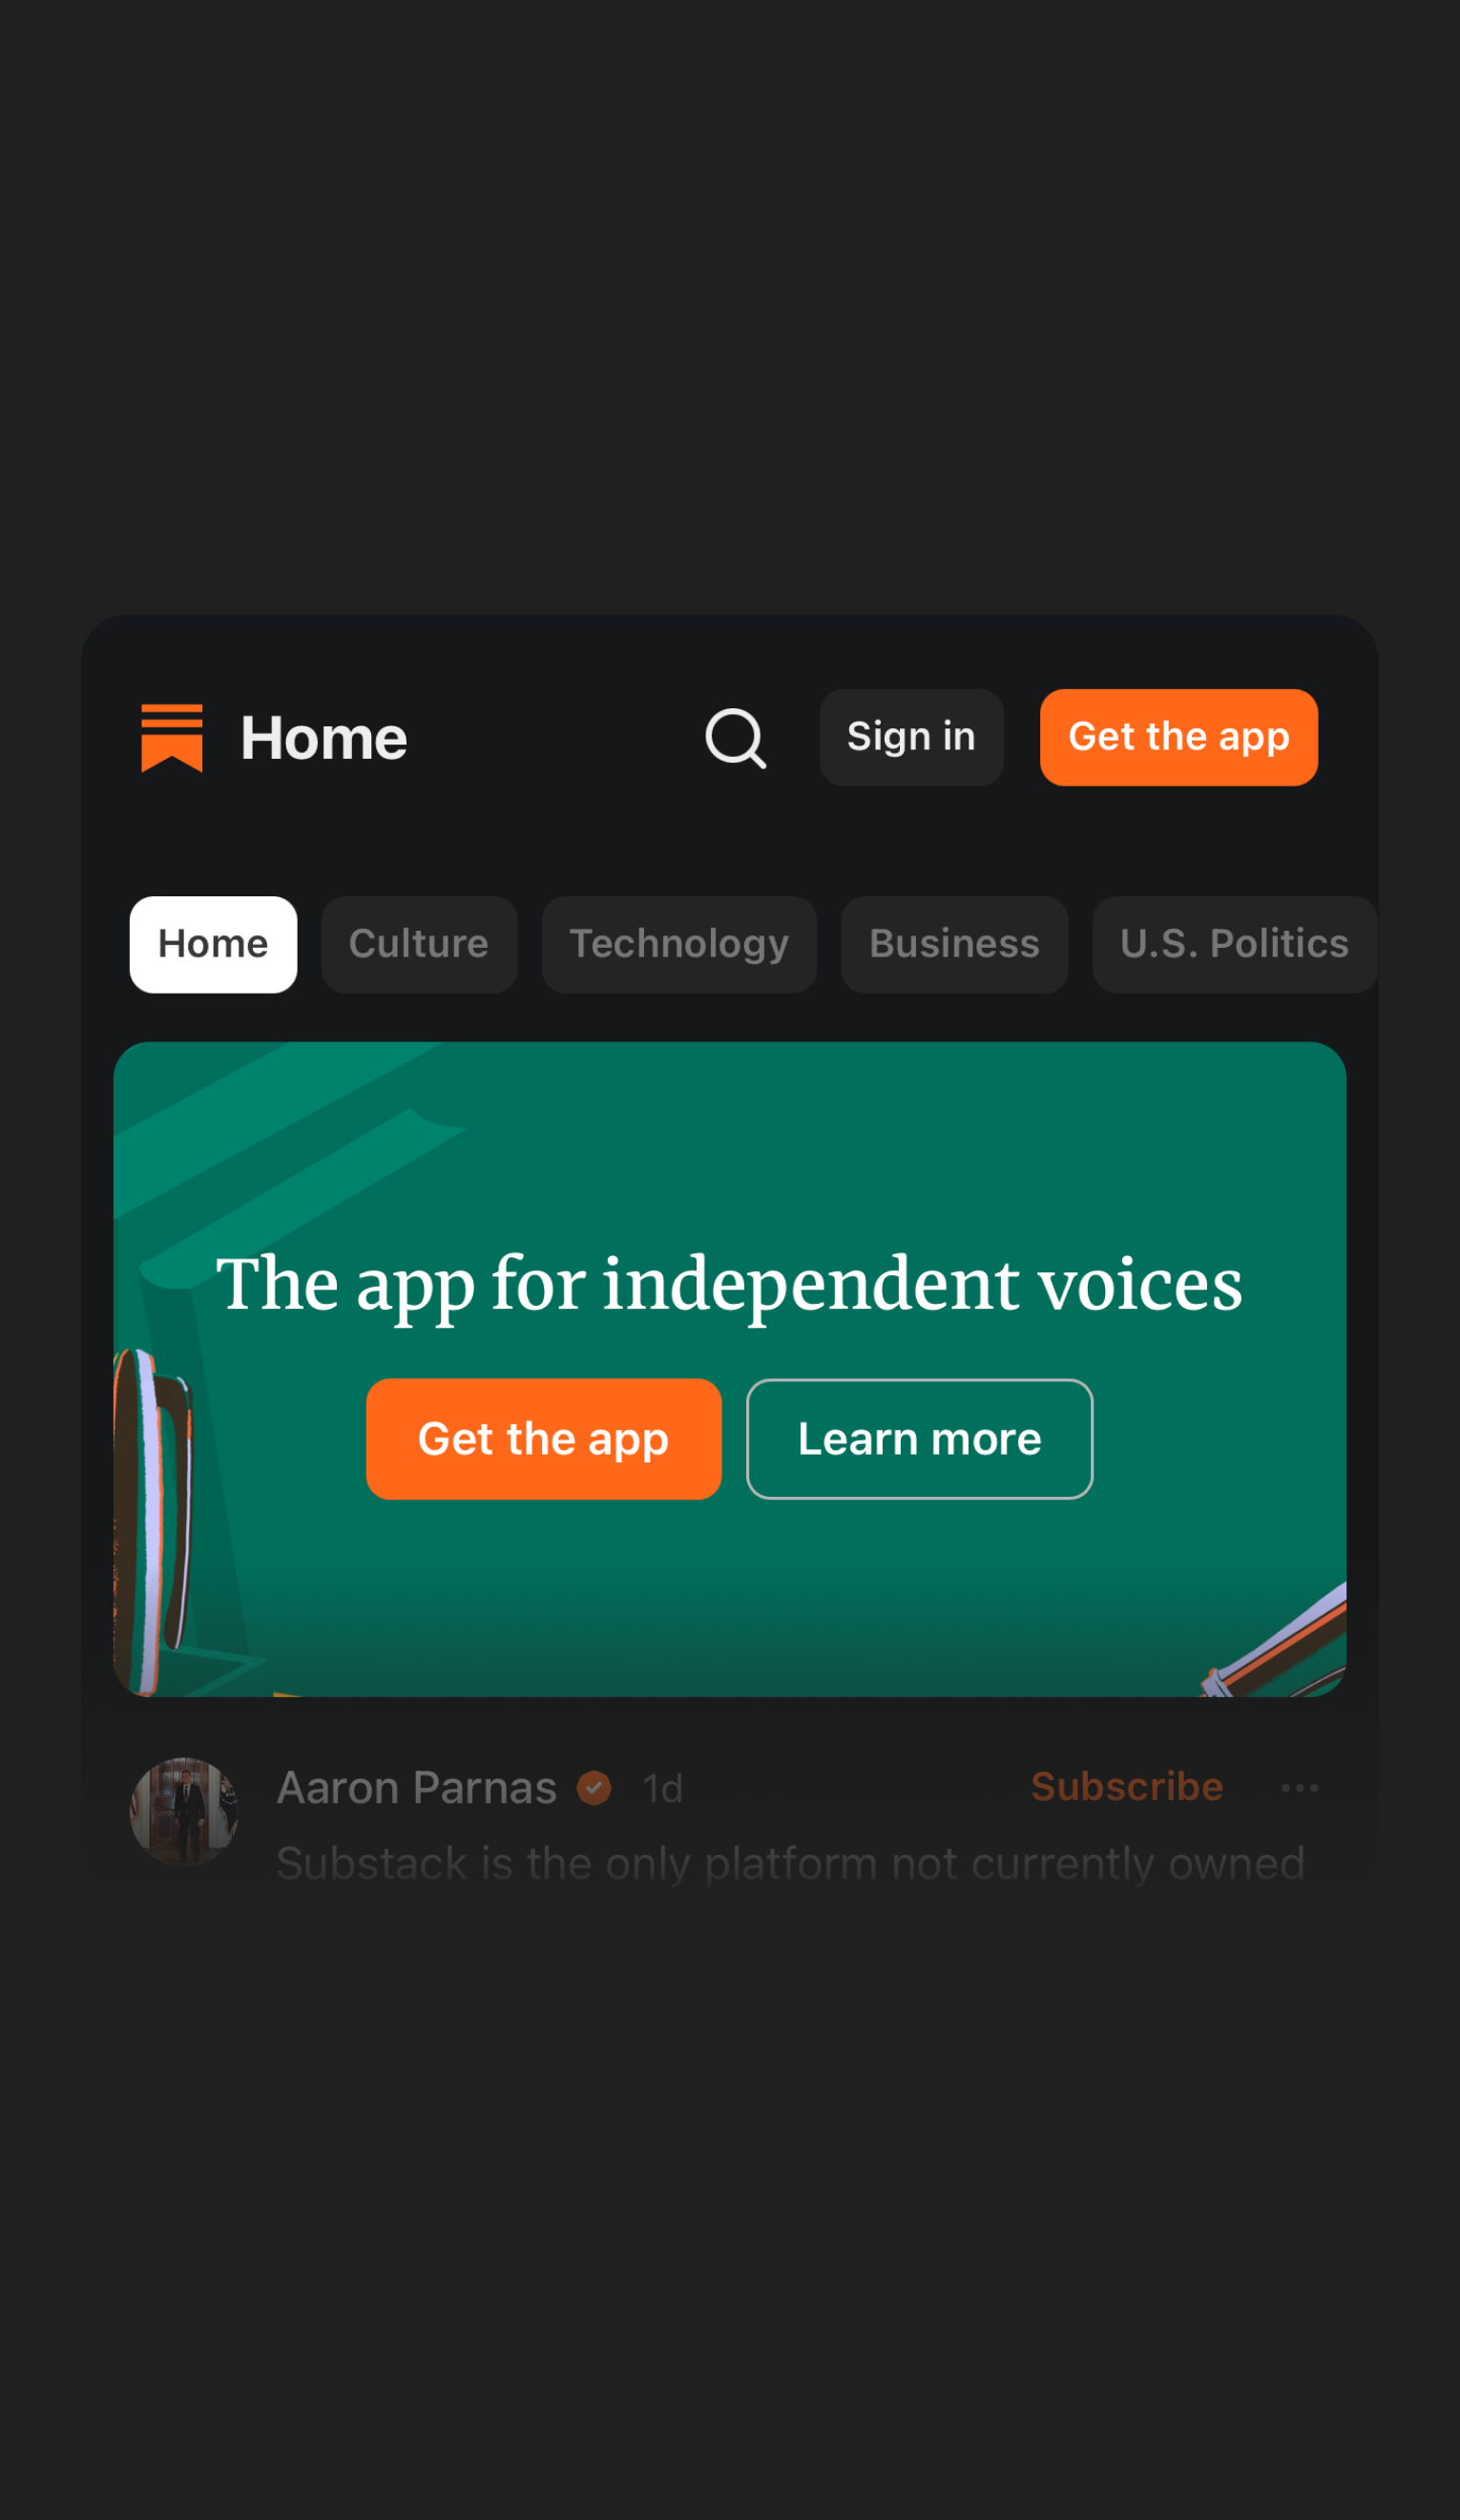 Home
Sign in
Get the app
Home Culture Technology Business U.S. Politics
The app for independent voices
Get the app Learn more
Aaron Parnas 1d Subscribe
Substack is the only platform not currently owned